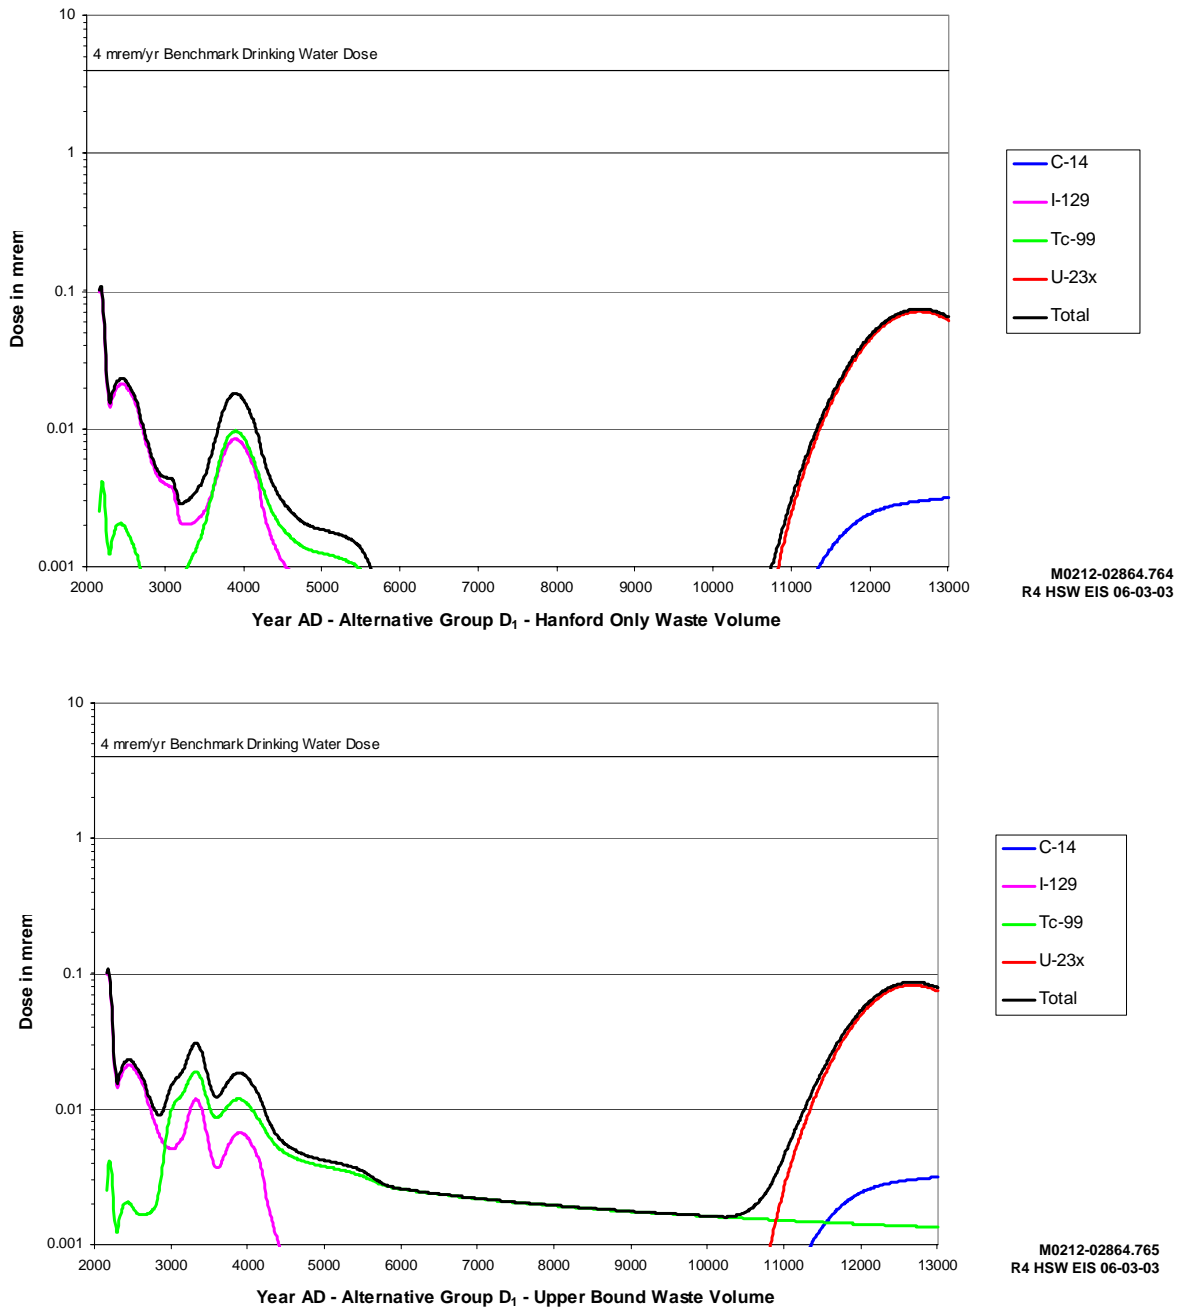 10
4 mrem/yr Benchmark Drinking Water Dose
1
0.1
0.01
0.001
Dose in mrem
2000 3000 4000 5000 6000 7000 8000 9000 10000 11000 12000 13000
Year AD - Alternative Group D1 - Hanford Only Waste Volume
C-14
I-129
Tc-99
U-23x
Total
M0212-02864.764
R4 HSW EIS 06-03-03
10
4 mrem/yr Benchmark Drinking Water Dose
1
0.1
0.01
0.001
Dose in mrem
2000 3000 4000 5000 6000 7000 8000 9000 10000 11000 12000 13000
Year AD - Alternative Group D1 - Upper Bound Waste Volume
C-14
I-129
Tc-99
U-23x
Total
M0212-02864.765
R4 HSW EIS 06-03-03